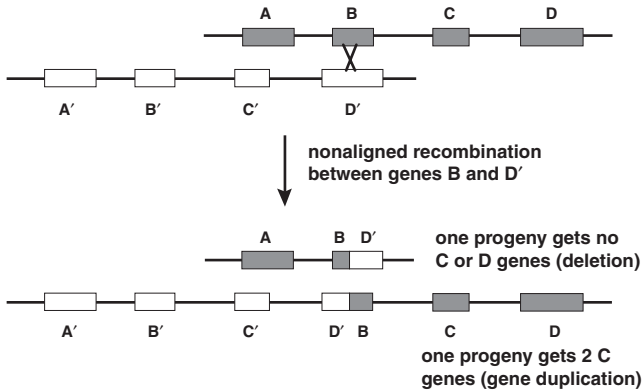 A B C D
A′ B′ C′ D′
nonaligned recombination
between genes B and D′
A B D′
one progeny gets no
C or D genes (deletion)
A′ B′ C′ D′ B C D
one progeny gets 2 C
genes (gene duplication)